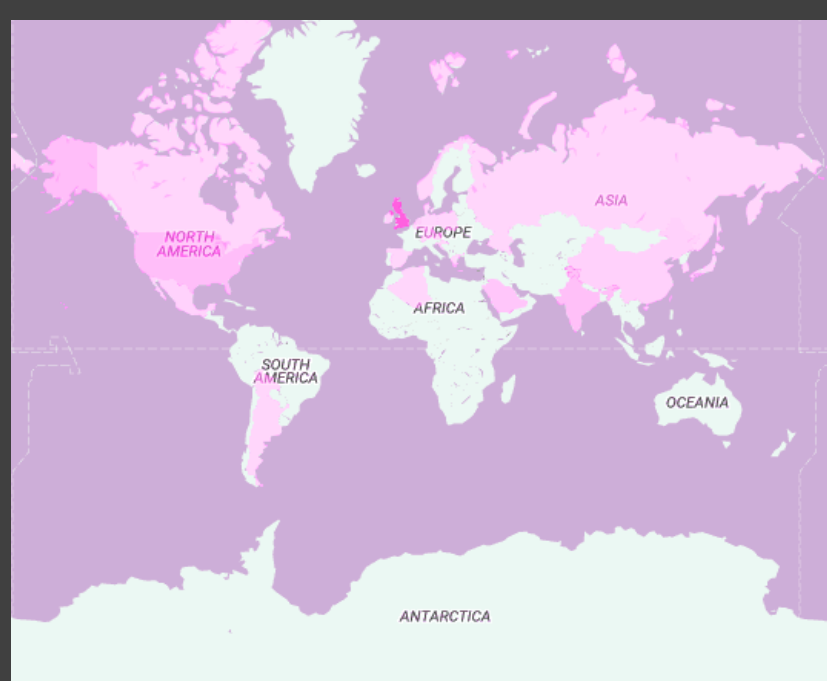 ASIA
NORTH
AMERICA
EUROPE
AFRICA
SOUTH
AMERICA
OCEANIA
ANTARCTICA